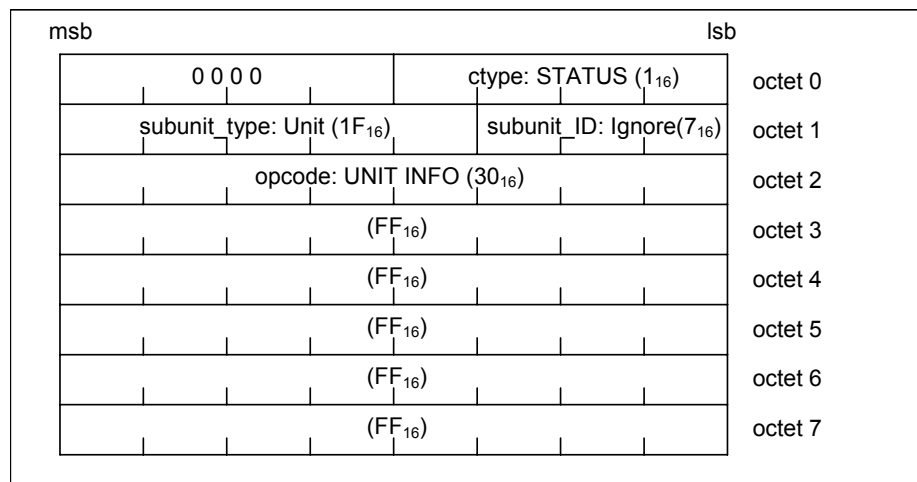 msb lsb
0 0 0 0 ctype: STATUS (1₁₆) octet 0
subunit_type: Unit (1F₁₆) subunit_ID: Ignore(7₁₆) octet 1
opcode: UNIT INFO (30₁₆) octet 2
(FF₁₆) octet 3
(FF₁₆) octet 4
(FF₁₆) octet 5
(FF₁₆) octet 6
(FF₁₆) octet 7